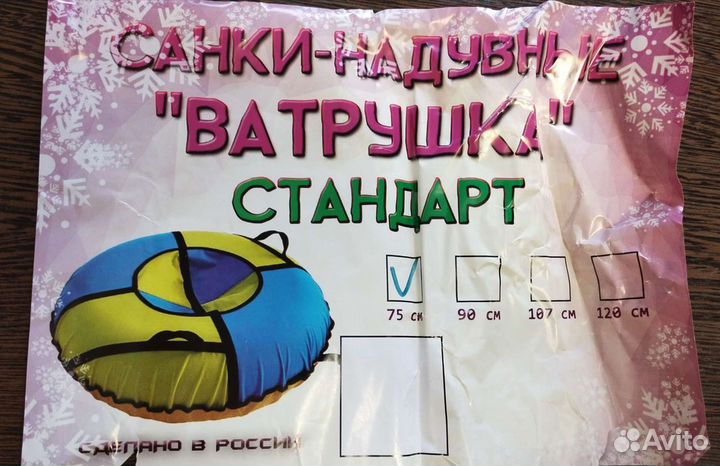 САНКИ-НАДУВНЫЕ
"ВАТРУШКА"
СТАНДАРТ
75 см 90 см 107 см 120 см
СДЕЛАНО В РОССИИ
Avito